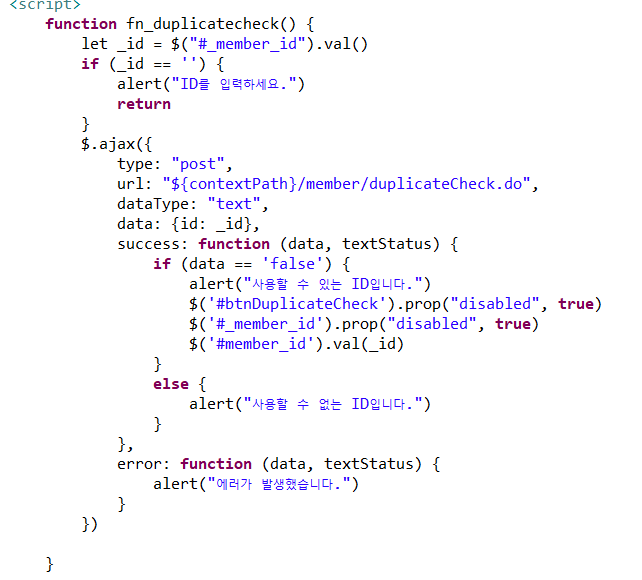 <script>
function fn_duplicatecheck() {
let _id = $("#_member_id").val()
if (_id == '') {
alert("ID를 입력하세요.")
return
}
$.ajax({
type: "post",
url: "${contextPath}/member/duplicateCheck.do",
dataType: "text",
data: {id: _id},
success: function (data, textStatus) {
if (data == 'false') {
alert("사용할 수 있는 ID입니다.")
$('#btnDuplicateCheck').prop("disabled", true)
$('#_member_id').prop("disabled", true)
$('#member_id').val(_id)
}
else {
alert("사용할 수 없는 ID입니다.")
}
},
error: function (data, textStatus) {
alert("에러가 발생했습니다.")
}
})
}